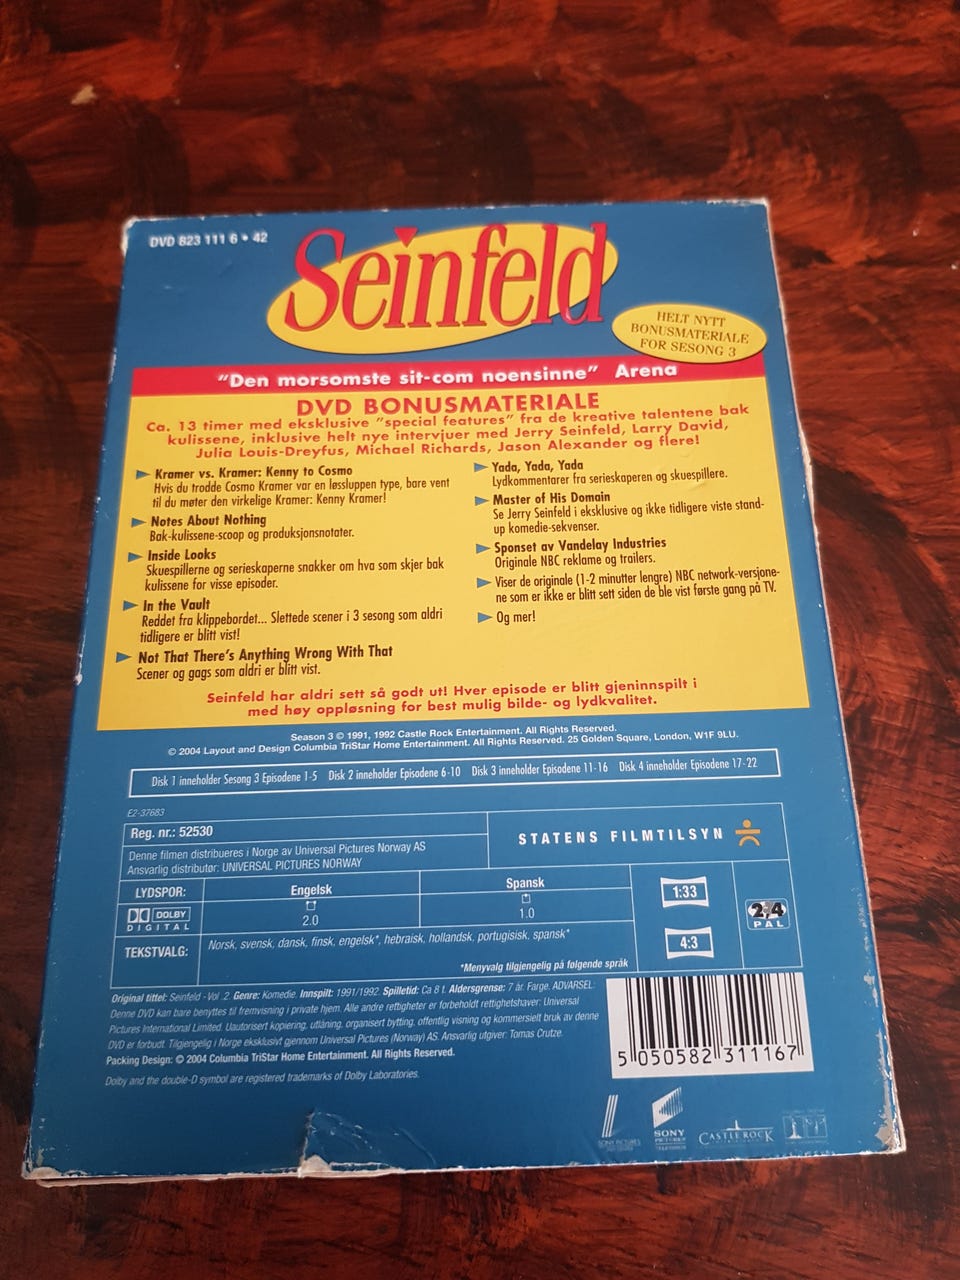 DVD 823 111 6 • 42
Seinfeld
HELT NYTT
BONUSMATERIALE
FOR SESONG 3
"Den morsomste sit-com noensinne" Arena
DVD BONUSMATERIALE
Ca. 13 timer med eksklusive "special features" fra de kreative talentene bak
kulissene, inklusive helt nye intervjuer med Jerry Seinfeld, Larry David,
Julia Louis-Dreyfus, Michael Richards, Jason Alexander og flere!
Kramer vs. Kramer: Kenny to Cosmo
Hvis du trodde Cosmo Kramer var en løssluppen type, bare vent
til du møter den virkelige Kramer: Kenny Kramer!
Notes About Nothing
Bak-kulissene-scoop og produksjonsnotater.
Inside Looks
Skuespillerne og serieskaperne snakker om hva som skjer bak
kulissene for visse episoder.
In the Vault
Reddet fra klippebordet... Slettede scener i 3 sesong som aldri
tidligere er blitt vist!
Not That There's Anything Wrong With That
Scener og gags som aldri er blitt vist.
Yada, Yada, Yada
Lydkommentarer fra serieskaperen og skuespillere.
Master of His Domain
Se Jerry Seinfeld i eksklusive og ikke tidligere viste stand-
up komedie-sekvenser.
Sponset av Vandelay Industries
Originale NBC reklame og trailers.
Viser de originale (1-2 minutter lengre) NBC network-versjone-
ne som er ikke er blitt sett siden de ble vist første gang på TV.
Og mer!
Seinfeld har aldri sett så godt ut! Hver episode er blitt gjeninnspilt i
med høy oppløsning for best mulig bilde- og lydkvalitet.
Season 3 © 1991, 1992 Castle Rock Entertainment. All Rights Reserved.
© 2004 Layout and Design Columbia TriStar Home Entertainment. All Rights Reserved. 25 Golden Square, London, W1F 9LU.
Disk 1 inneholder Sesong 3 Episodene 1-5 Disk 2 inneholder Episodene 6-10 Disk 3 inneholder Episodene 11-16 Disk 4 inneholder Episodene 17-22
E2-37683
Reg. nr.: 52530
Denne filmen distribueres i Norge av Universal Pictures Norway AS
Ansvarlig distributør: UNIVERSAL PICTURES NORWAY
STATENS FILMTILSYN
LYDSPOR: Engelsk Spansk
DOLBY
DIGITAL
2.0 1.0
TEKSTVALG: Norsk, svensk, dansk, finsk, engelsk*, hebraisk, hollandsk, portugisisk, spansk*
*Menyvalg tilgjengelig på følgende språk
1:33
4:3
2,4
PAL
Original tittel: Seinfeld -Vol .2. Genre: Komedie. Innspilt: 1991/1992. Spilletid: Ca 8 t. Aldersgrense: 7 år. Farge. ADVARSEL:
Denne DVD kan bare benyttes til fremvisning i private hjem. Alle andre rettigheter er forbeholdt rettighetshaver: Universal
Pictures International Limited. Uautorisert kopiering, utlåning, organisert bytting, offentlig visning og kommersielt bruk av denne
DVD er forbudt. Tilgjengelig i Norge eksklusivt gjennom Universal Pictures (Norway) AS. Ansvarlig utgiver: Tomas Crutze.
Packing Design: © 2004 Columbia TriStar Home Entertainment. All Rights Reserved.
Dolby and the double-D symbol are registered trademarks of Dolby Laboratories.
5 050582 311167
SONY PICTURES
SONY
PICTURES
TELEVISION
CASTLE ROCK